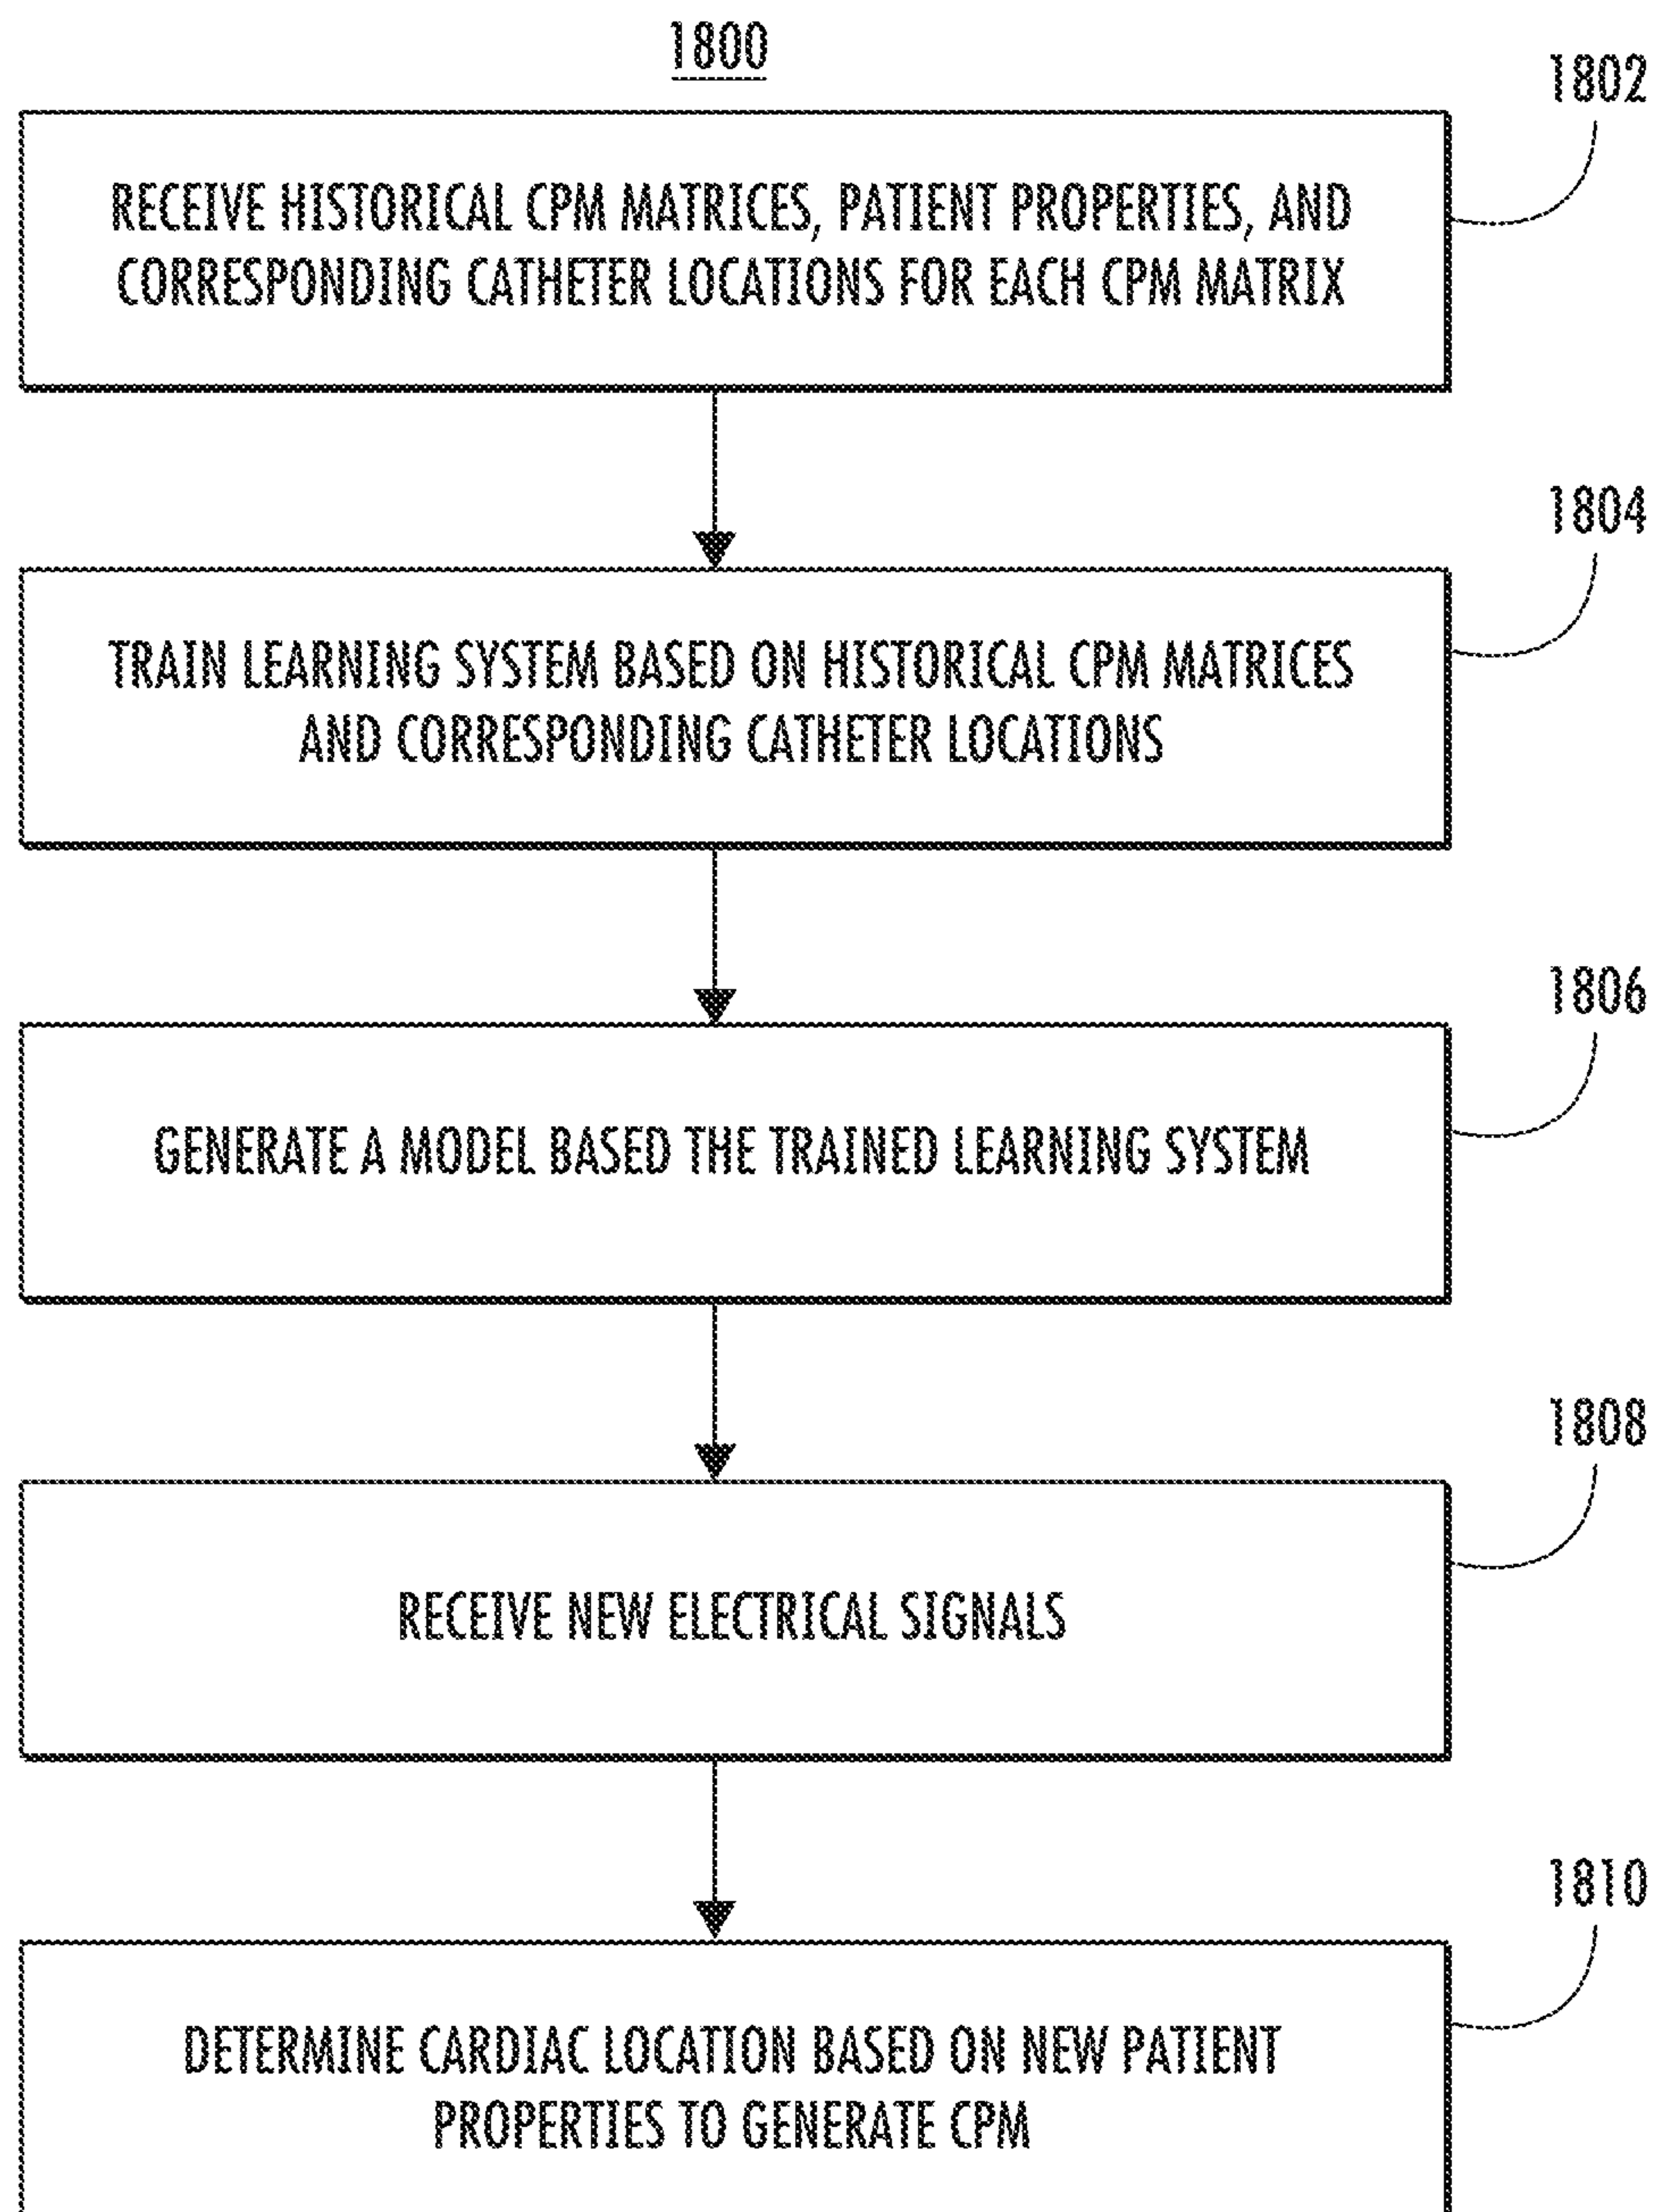 1800
1802
RECEIVE HISTORICAL CPM MATRICES, PATIENT PROPERTIES, AND
CORRESPONDING CATHETER LOCATIONS FOR EACH CPM MATRIX
1804
TRAIN LEARNING SYSTEM BASED ON HISTORICAL CPM MATRICES
AND CORRESPONDING CATHETER LOCATIONS
1806
GENERATE A MODEL BASED THE TRAINED LEARNING SYSTEM
1808
RECEIVE NEW ELECTRICAL SIGNALS
1810
DETERMINE CARDIAC LOCATION BASED ON NEW PATIENT
PROPERTIES TO GENERATE CPM